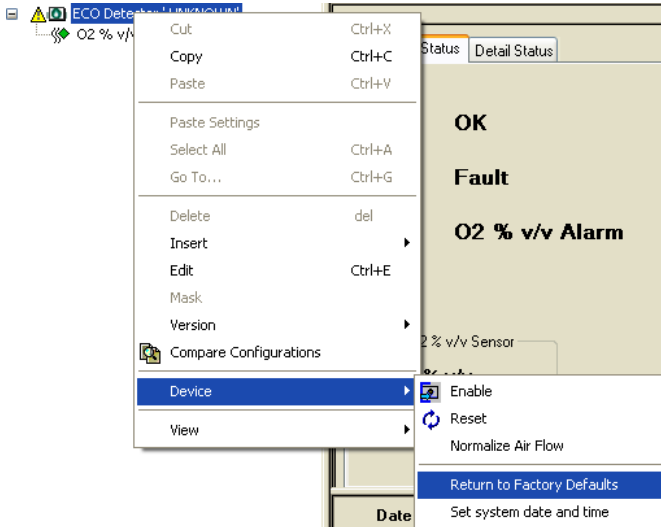 ECO Detector 'UNKNOWN'
O2 % v/v
Cut Ctrl+X
Copy Ctrl+C
Paste Ctrl+V
Paste Settings
Select All Ctrl+A
Go To... Ctrl+G
Delete del
Insert
Edit Ctrl+E
Mask
Version
Compare Configurations
Device
View
Status Detail Status
OK
Fault
O2 % v/v Alarm
2 % v/v Sensor
% v/v
Enable
Reset
Normalize Air Flow
Return to Factory Defaults
Set system date and time
Date